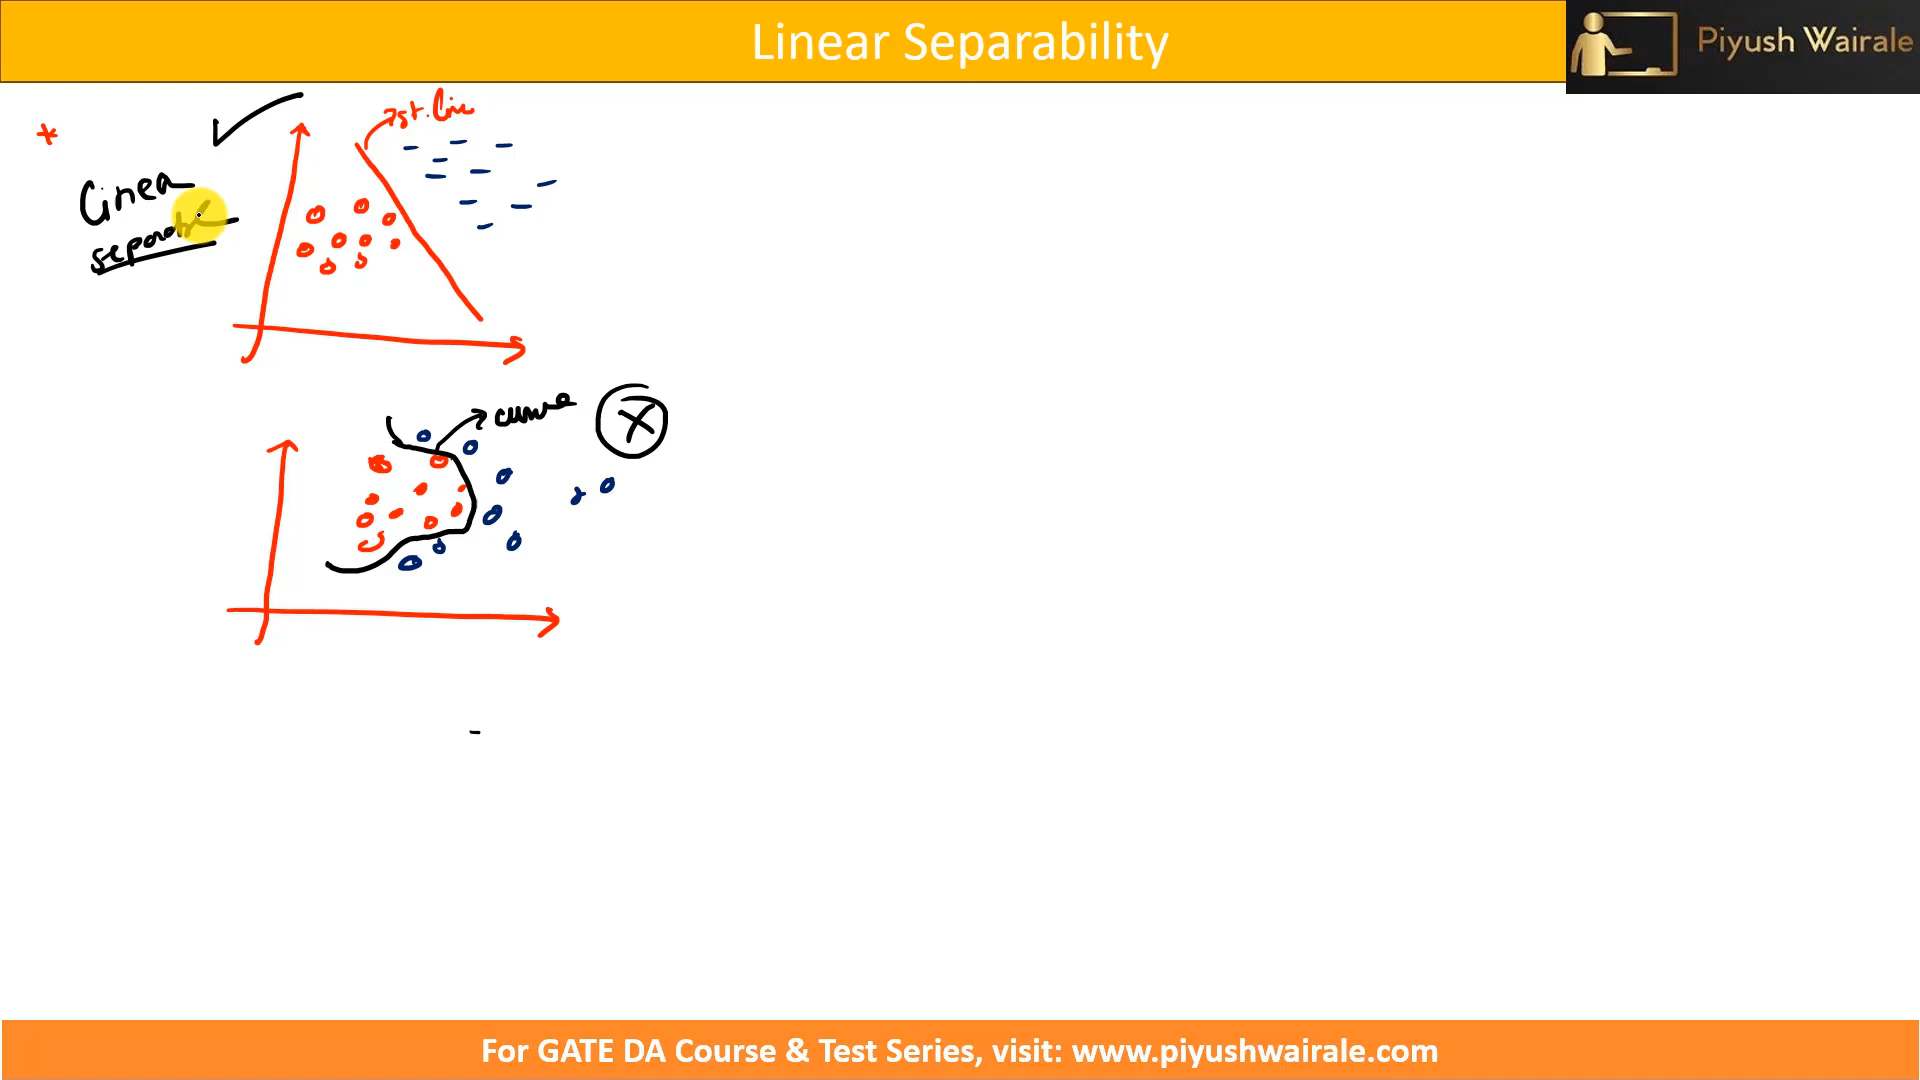 Linear Separability
Piyush Wairale
*
st. line
Linea
separable
curve
X
For GATE DA Course & Test Series, visit: www.piyushwairale.com